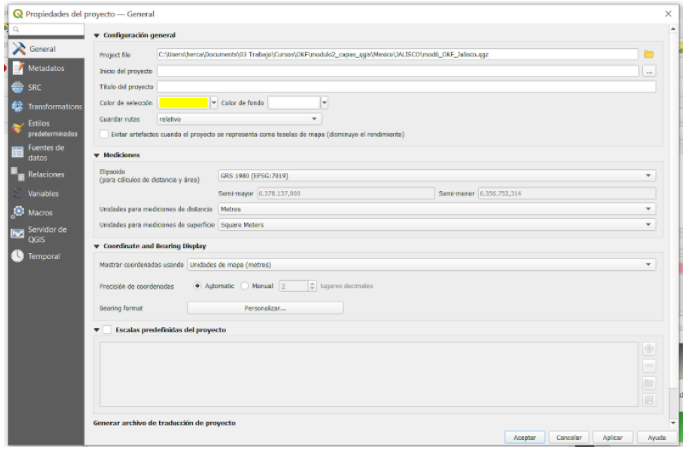 Propiedades del proyecto — General
General
Metadatos
SRC
Transformations
Estilos
predeterminados
Fuentes de
datos
Relaciones
Variables
Macros
Servidor de
QGIS
Temporal
Configuración general
Project file C:\Users\herca\Documents\03 Trabajo\Cursos\OKF\modulo2_capas_qgis\Mexico\JALISCO\mod6_OKF_Jalisco.qgz
Inicio del proyecto ...
Título del proyecto
Color de selección Color de fondo
Guardar rutas relativo
Evitar artefactos cuando el proyecto se representa como teselas de mapa (disminuye el rendimiento)
Mediciones
Elipsoide
(para cálculos de distancia y área) GRS 1980 (EPSG:7019)
Semi-mayor 6.378.137,000 Semi-menor 6.356.752,314
Unidades para mediciones de distancia Metros
Unidades para mediciones de superficie Square Meters
Coordinate and Bearing Display
Mostrar coordenadas usando Unidades de mapa (metros)
Precisión de coordenadas Automatic Manual 2 lugares decimales
Bearing format Personalizar...
Escalas predefinidas del proyecto
Generar archivo de traducción de proyecto
Aceptar Cancelar Aplicar Ayuda